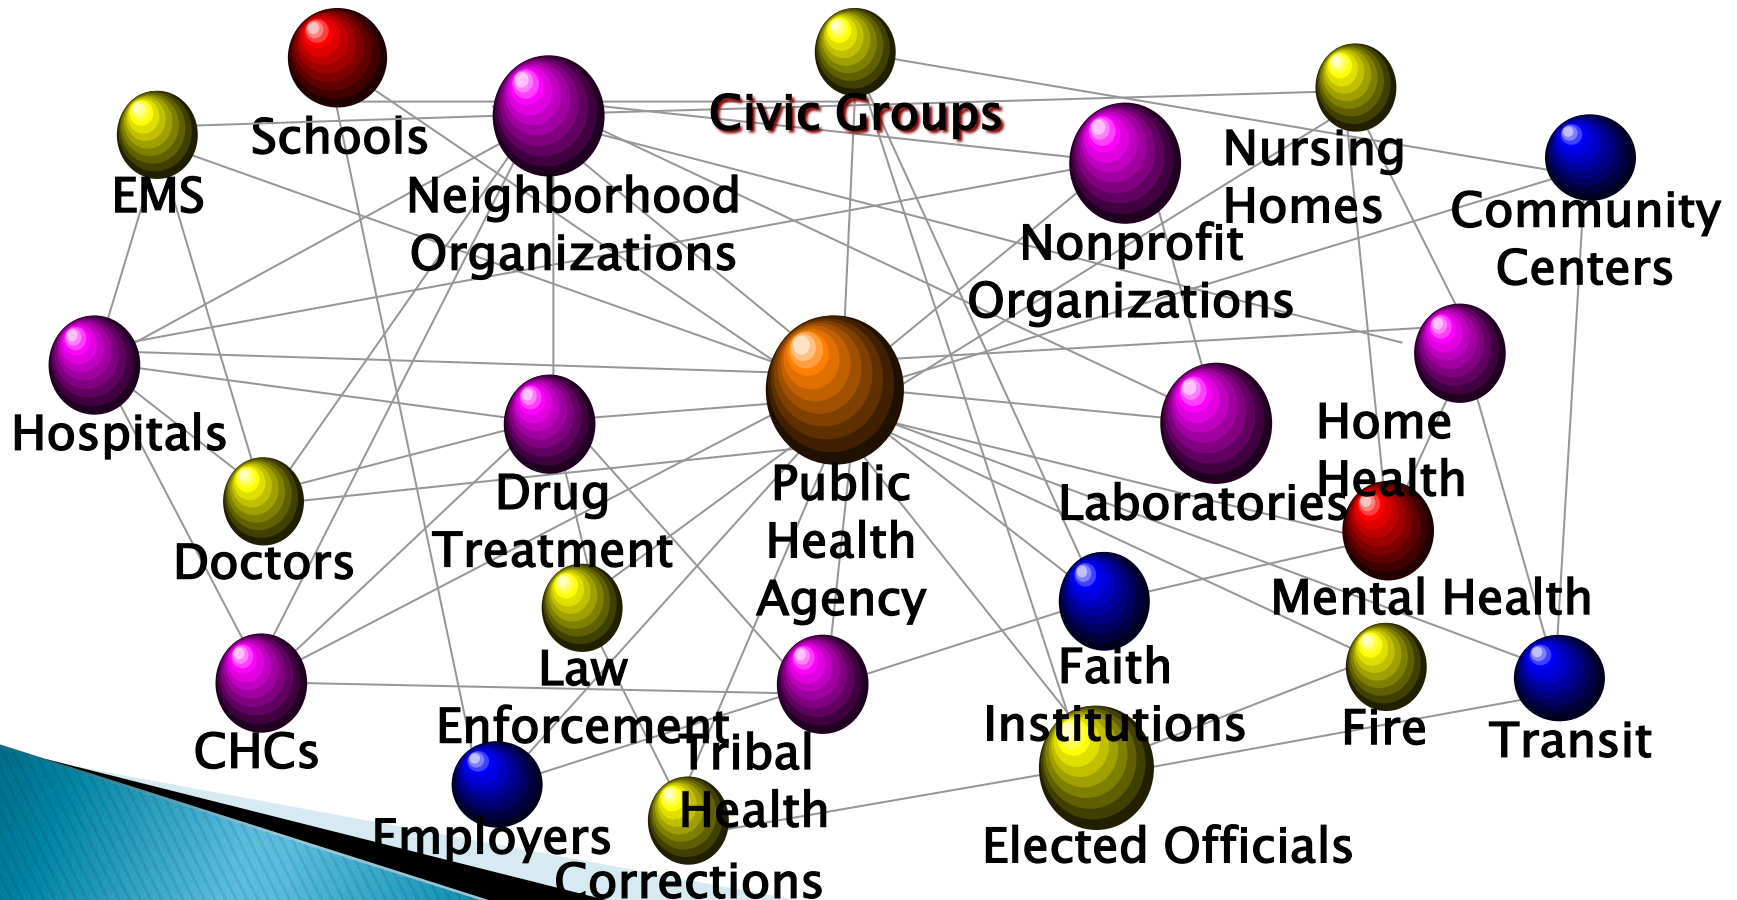 Schools
Civic Groups
Nursing
Homes
EMS
Neighborhood
Organizations
Nonprofit
Organizations
Community
Centers
Hospitals
Drug
Treatment
Public
Health
Agency
Laboratories
Home
Health
Doctors
Mental Health
Law
Enforcement
Faith
Institutions
CHCs
Tribal
Health
Fire
Transit
Employers
Corrections
Elected Officials